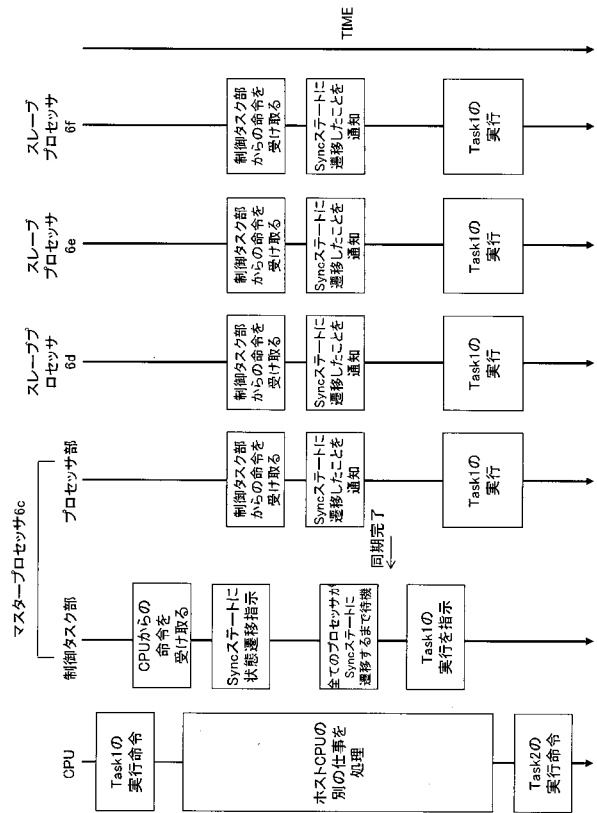 マスタープロセッサ6c
CPU
制御タスク部
プロセッサ部
スレーブプ
ロセッサ
6d
スレーブ
プロセッサ
6e
スレーブ
プロセッサ
6f
TIME
Task1の
実行命令
ホストCPUの
別の仕事を
処理
Task2の
実行命令
CPUからの
命令を
受け取る
Syncステートに
状態遷移指示
全てのプロセッサが
Syncステートに
遷移するまで待機
Task1の
実行を指示
同期完了
制御タスク部
からの命令を
受け取る
Syncステートに
遷移したことを
通知
Task1の
実行
制御タスク部
からの命令を
受け取る
Syncステートに
遷移したことを
通知
Task1の
実行
制御タスク部
からの命令を
受け取る
Syncステートに
遷移したことを
通知
Task1の
実行
制御タスク部
からの命令を
受け取る
Syncステートに
遷移したことを
通知
Task1の
実行